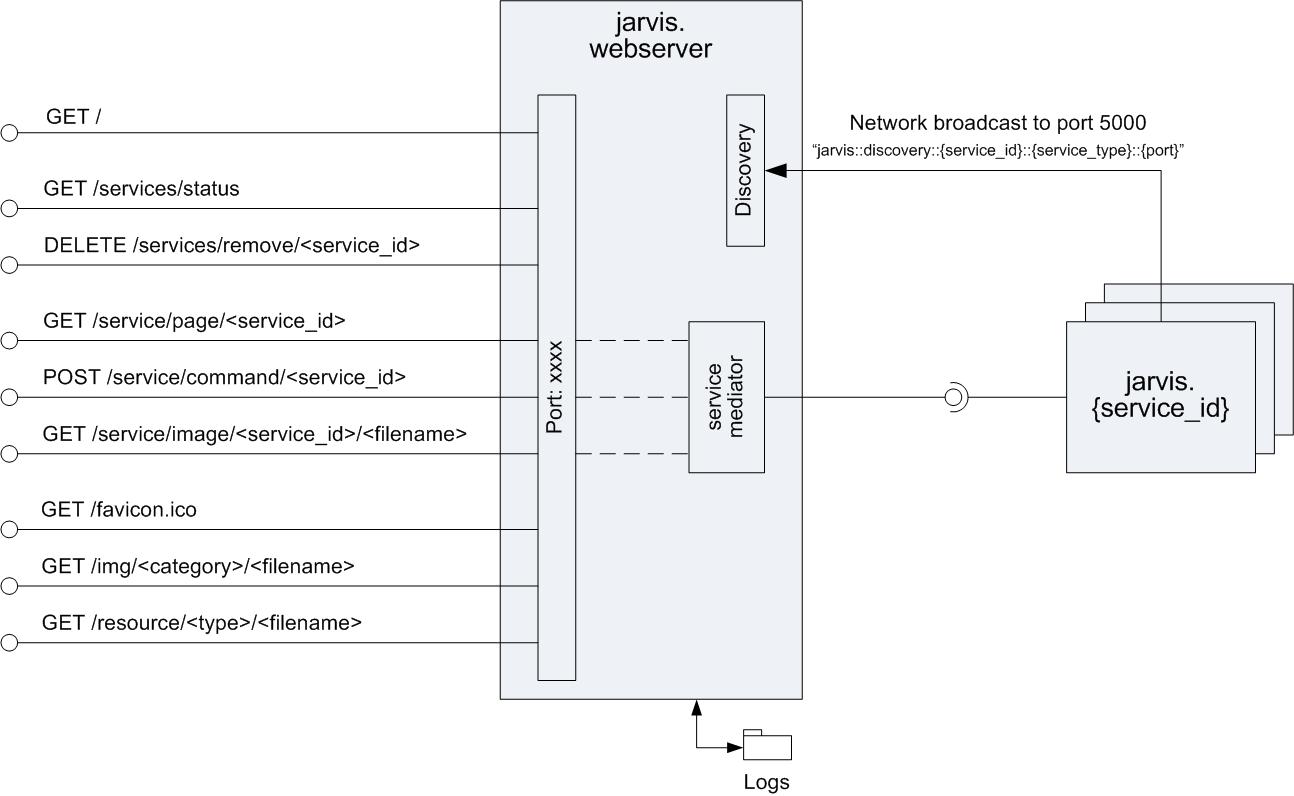 jarvis.
webserver
GET /
GET /services/status
DELETE /services/remove/<service_id>
GET /service/page/<service_id>
POST /service/command/<service_id>
GET /service/image/<service_id>/<filename>
GET /favicon.ico
GET /img/<category>/<filename>
GET /resource/<type>/<filename>
Port: xxxx
Discovery
service
mediator
Network broadcast to port 5000
“jarvis::discovery::{service_id}::{service_type}::{port}”
jarvis.
{service_id}
Logs